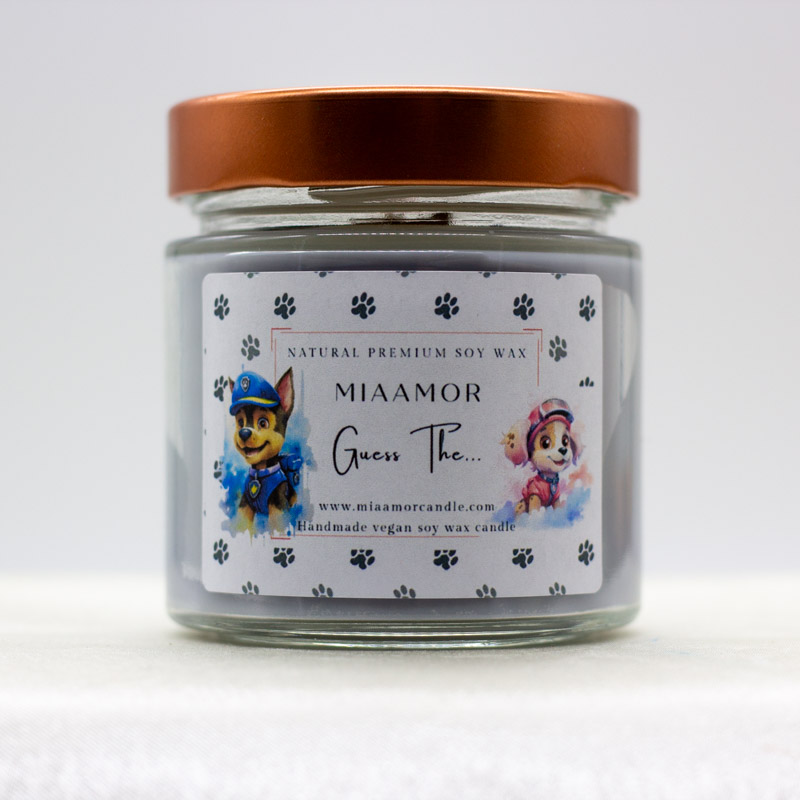 NATURAL PREMIUM SOY WAX
MIAAMOR
Guess The...
www.miaamorcandle.com
Handmade vegan soy wax candle